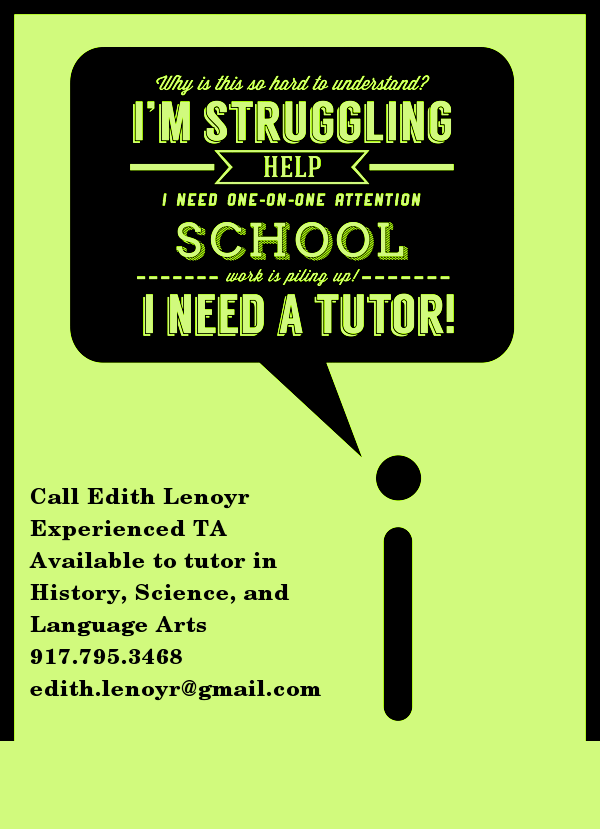 Why is this so hard to understand?
I'M STRUGGLING
HELP
I NEED ONE-ON-ONE ATTENTION
SCHOOL
work is piling up!
I NEED A TUTOR!
Call Edith Lenoyr
Experienced TA
Available to tutor in
History, Science, and
Language Arts
917.795.3468
edith.lenoyr@gmail.com